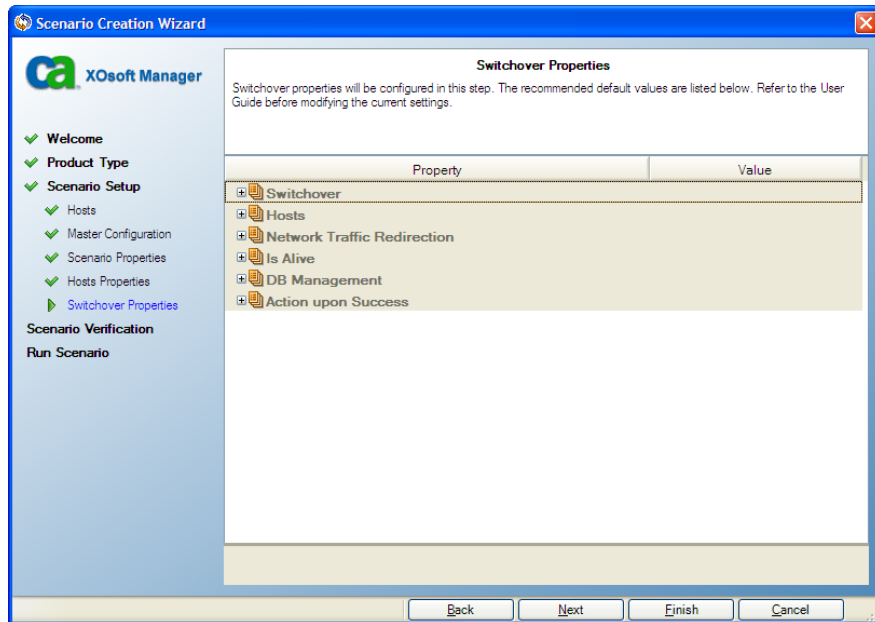 Scenario Creation Wizard
ca
XOsoft Manager
Welcome
Product Type
Scenario Setup
Hosts
Master Configuration
Scenario Properties
Hosts Properties
Switchover Properties
Scenario Verification
Run Scenario
Switchover Properties
Switchover properties will be configured in this step. The recommended default values are listed below. Refer to the User
Guide before modifying the current settings.
Property Value
Switchover
Hosts
Network Traffic Redirection
Is Alive
DB Management
Action upon Success
Back Next Finish Cancel